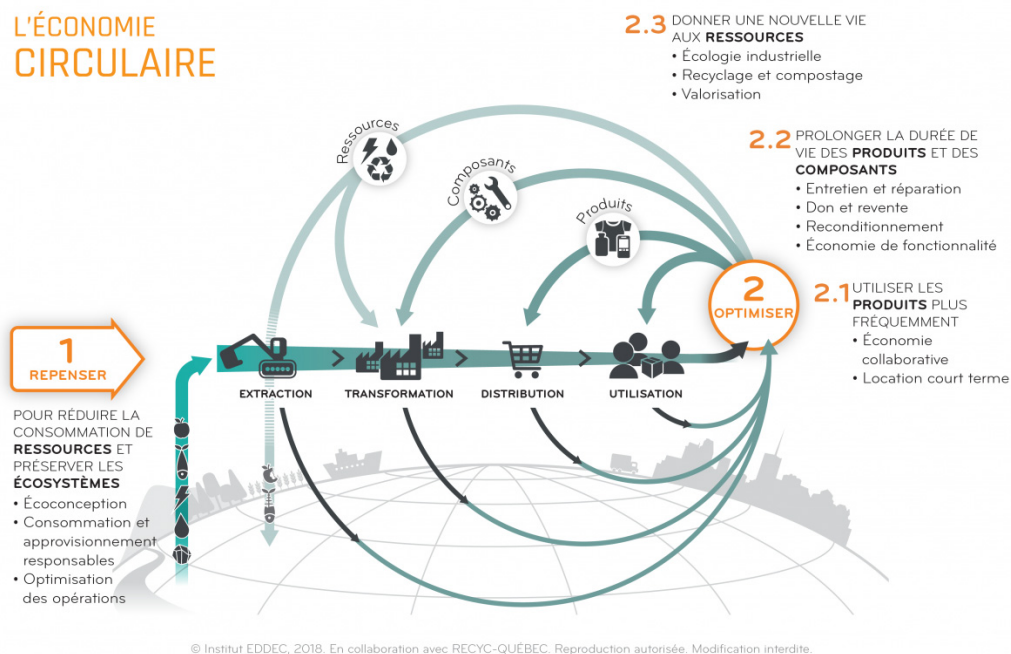 L'ÉCONOMIE
CIRCULAIRE
2.3 DONNER UNE NOUVELLE VIE
AUX RESSOURCES
• Écologie industrielle
• Recyclage et compostage
• Valorisation
2.2 PROLONGER LA DURÉE DE
VIE DES PRODUITS ET DES
COMPOSANTS
• Entretien et réparation
• Don et revente
• Reconditionnement
• Économie de fonctionnalité
2.1 UTILISER LES
PRODUITS PLUS
FRÉQUEMMENT
• Économie
collaborative
• Location court terme
Ressources
Composants
Produits
2
OPTIMISER
1
REPENSER
POUR RÉDUIRE LA
CONSOMMATION DE
RESSOURCES ET
PRÉSERVER LES
ÉCOSYSTÈMES
• Écoconception
• Consommation et
approvisionnement
responsables
• Optimisation
des opérations
EXTRACTION
TRANSFORMATION
DISTRIBUTION
UTILISATION
© Institut EDDEC, 2018. En collaboration avec RECYC-QUÉBEC. Reproduction autorisée. Modification interdite.